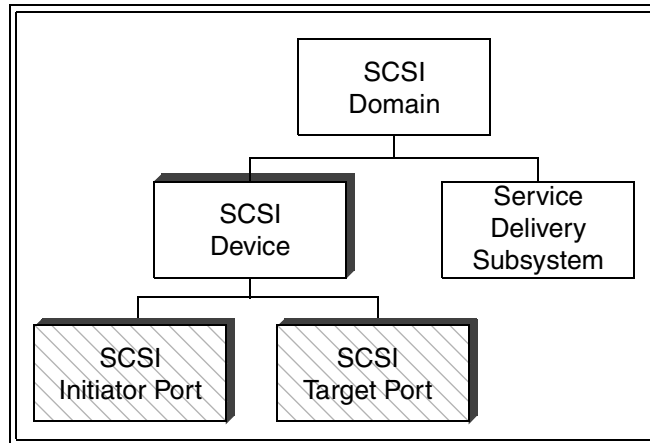 SCSI
Domain
SCSI
Device
Service
Delivery
Subsystem
SCSI
Initiator Port
SCSI
Target Port